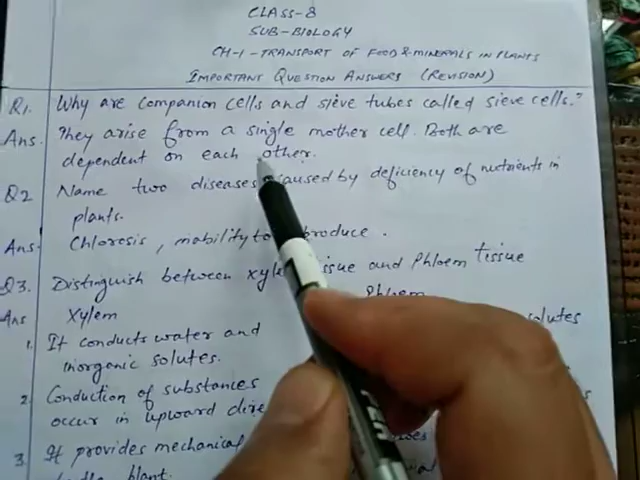 CLASS-8
SUB-BIOLOGY
CH-1-TRANSPORT OF FOOD & MINERALS IN PLANTS
IMPORTANT QUESTION ANSWERS (REVISION)
Q1. Why are companion cells and sieve tubes called sieve cells?
Ans. They arise from a single mother cell. Both are
dependent on each other.
Q2 Name two diseases caused by deficiency of nutrients in
plants.
Ans. Chlorosis, inability to produce.
Q3. Distinguish between xylem tissue and Phloem tissue
Ans Xylem Phloem
1. It conducts water and solutes
inorganic solutes.
2. Conduction of substances
occur in upward
3. It provides mechanical
plant.